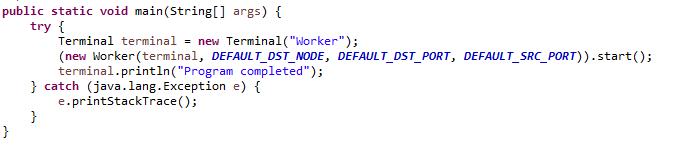 public static void main(String[] args) {
try {
Terminal terminal = new Terminal("Worker");
(new Worker(terminal, DEFAULT_DST_NODE, DEFAULT_DST_PORT, DEFAULT_SRC_PORT)).start();
terminal.println("Program completed");
} catch (java.lang.Exception e) {
e.printStackTrace();
}
}